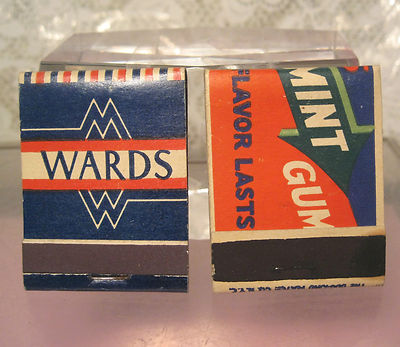 WARDS
MINT
GUM
FLAVOR LASTS